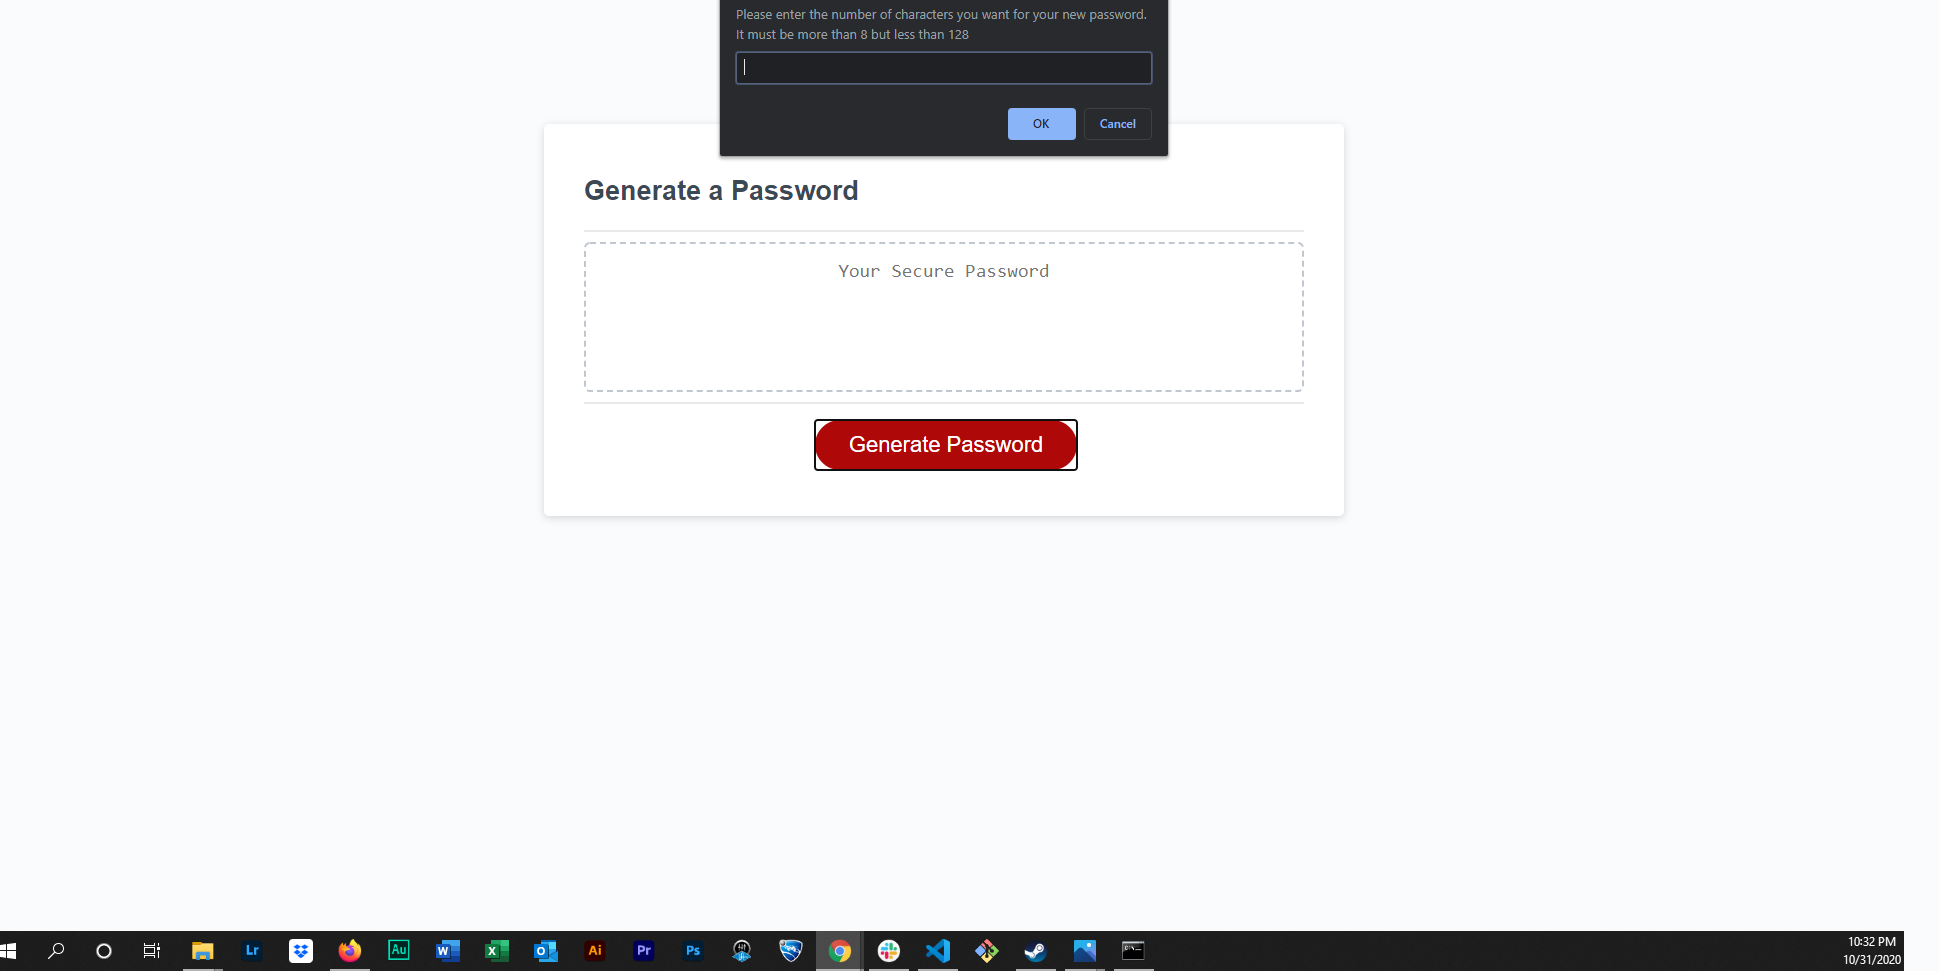 Please enter the number of characters you want for your new password.
It must be more than 8 but less than 128
OK
Cancel
Generate a Password
Your Secure Password
Generate Password
Lr
Au
W
X
O
Ai
Pr
Ps
10:32 PM
10/31/2020